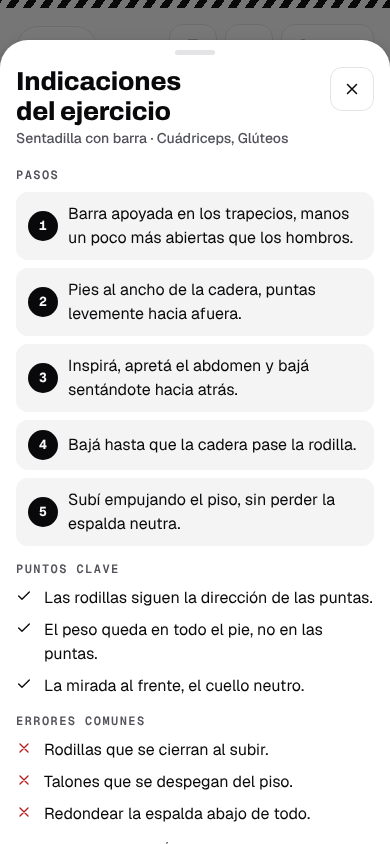 Indicaciones
del ejercicio
Sentadilla con barra · Cuádriceps, Glúteos
PASOS
1 Barra apoyada en los trapecios, manos
un poco más abiertas que los hombros.
2 Pies al ancho de la cadera, puntas
levemente hacia afuera.
3 Inspirá, apretá el abdomen y bajá
sentándote hacia atrás.
4 Bajá hasta que la cadera pase la rodilla.
5 Subí empujando el piso, sin perder la
espalda neutra.
PUNTOS CLAVE
Las rodillas siguen la dirección de las puntas.
El peso queda en todo el pie, no en las
puntas.
La mirada al frente, el cuello neutro.
ERRORES COMUNES
Rodillas que se cierran al subir.
Talones que se despegan del piso.
Redondear la espalda abajo de todo.